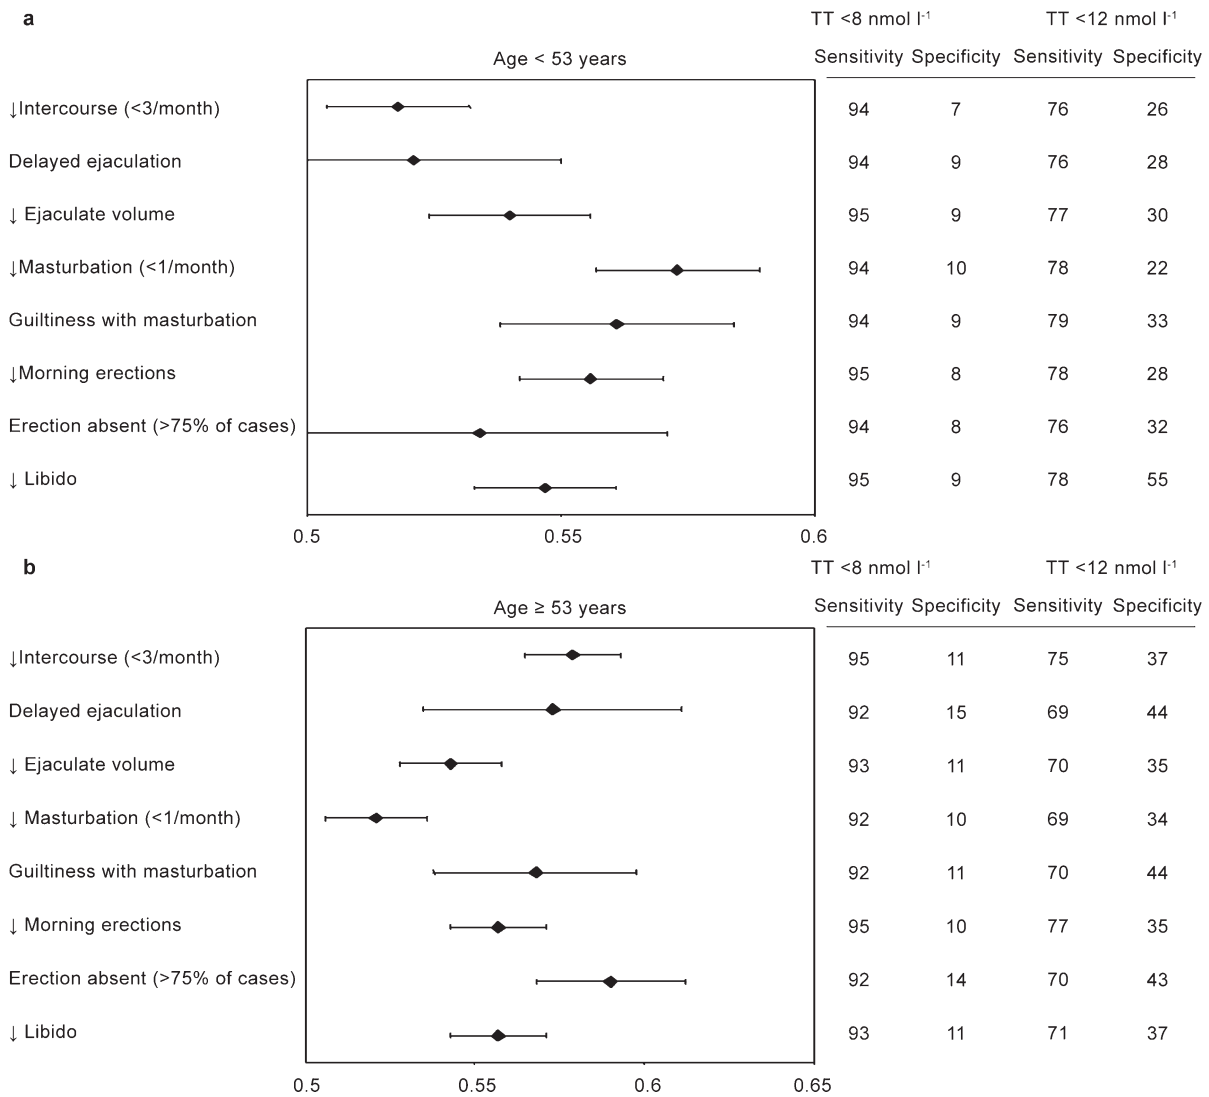 a
TT <8 nmol l-1 TT <12 nmol l-1
Age < 53 years Sensitivity Specificity Sensitivity Specificity
↓Intercourse (<3/month) 94 7 76 26
Delayed ejaculation 94 9 76 28
↓ Ejaculate volume 95 9 77 30
↓Masturbation (<1/month) 94 10 78 22
Guiltiness with masturbation 94 9 79 33
↓Morning erections 95 8 78 28
Erection absent (>75% of cases) 94 8 76 32
↓ Libido 95 9 78 55
0.5 0.55 0.6
b
TT <8 nmol l-1 TT <12 nmol l-1
Age ≥ 53 years Sensitivity Specificity Sensitivity Specificity
↓Intercourse (<3/month) 95 11 75 37
Delayed ejaculation 92 15 69 44
↓ Ejaculate volume 93 11 70 35
↓ Masturbation (<1/month) 92 10 69 34
Guiltiness with masturbation 92 11 70 44
↓ Morning erections 95 10 77 35
Erection absent (>75% of cases) 92 14 70 43
↓ Libido 93 11 71 37
0.5 0.55 0.6 0.65